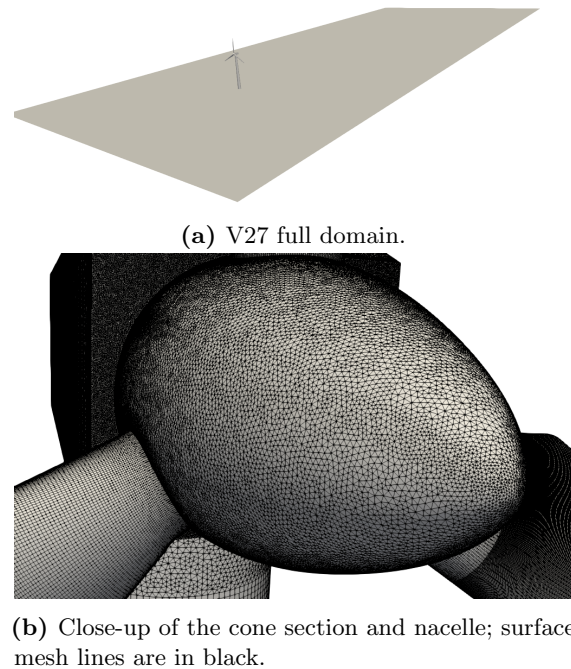 (a) V27 full domain.
(b) Close-up of the cone section and nacelle; surface
mesh lines are in black.